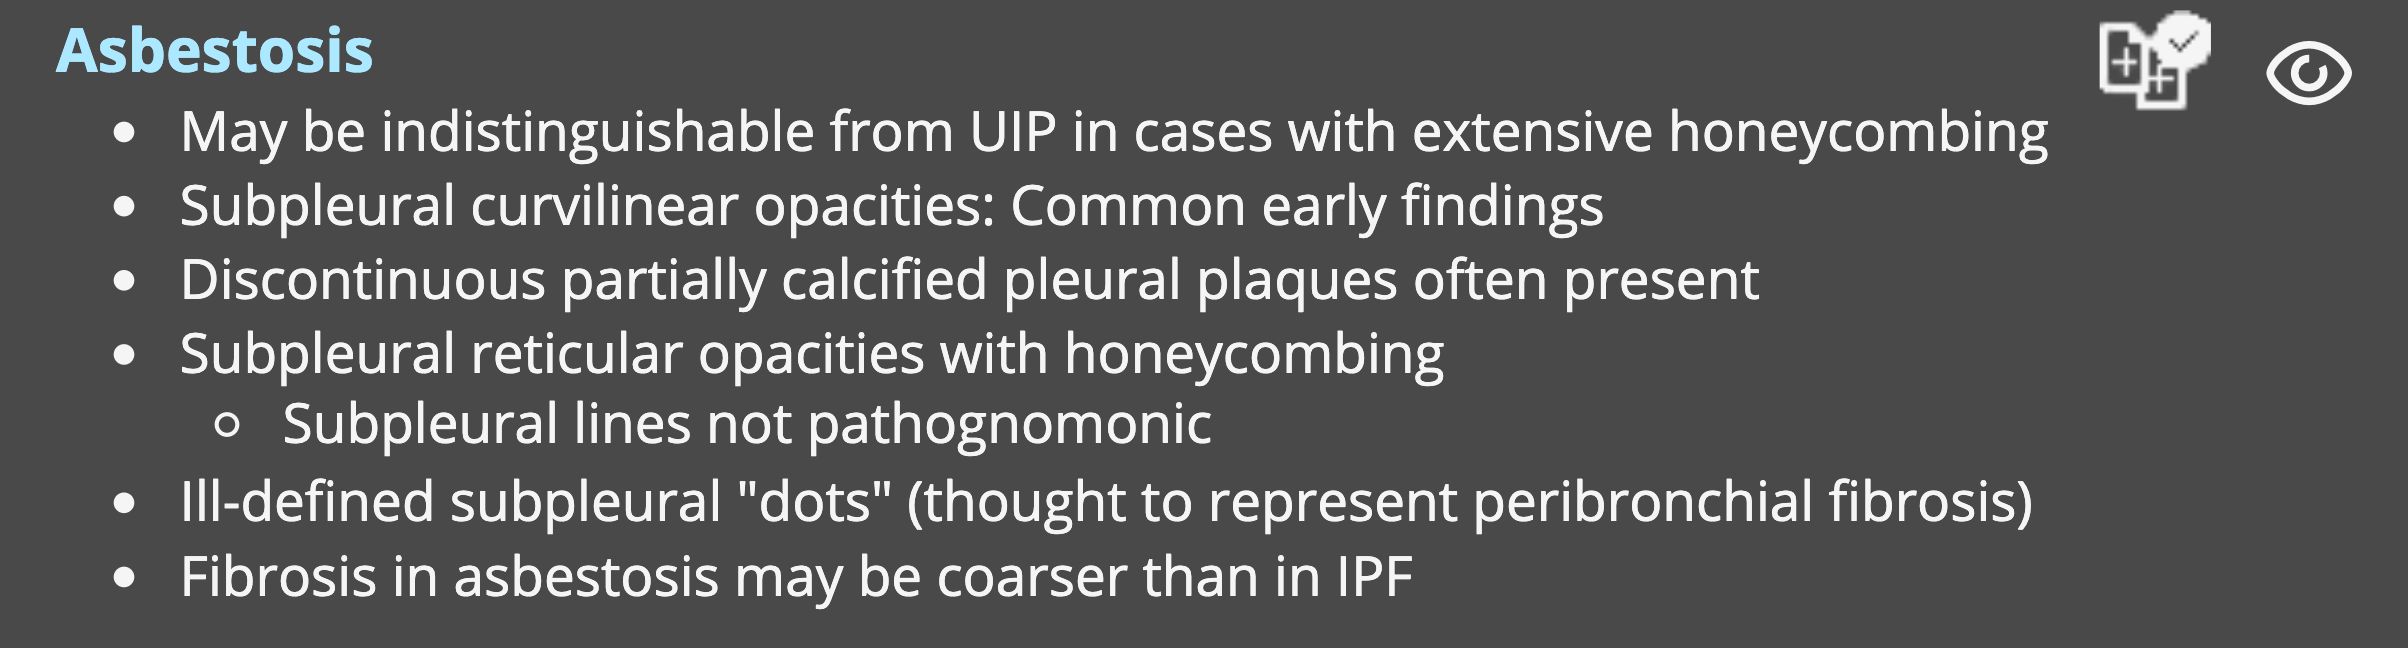 Asbestosis
• May be indistinguishable from UIP in cases with extensive honeycombing
• Subpleural curvilinear opacities: Common early findings
• Discontinuous partially calcified pleural plaques often present
• Subpleural reticular opacities with honeycombing
◦ Subpleural lines not pathognomonic
• Ill-defined subpleural "dots" (thought to represent peribronchial fibrosis)
• Fibrosis in asbestosis may be coarser than in IPF